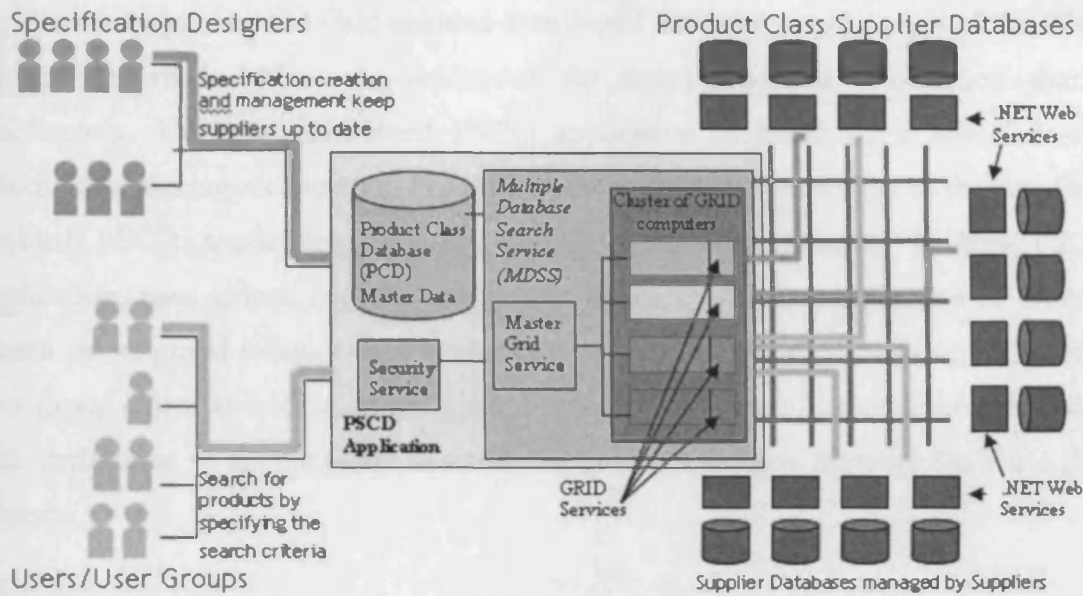 Specification Designers
Product Class Supplier Databases
Specification creation
and management keep
suppliers up to date
.NET Web
Services
Product Class
Database
(PCD)
Master Data
Multiple
Database
Search
Service
(MDSS)
Cluster of GRID
computers
Master
Grid
Service
Security
Service
PSCD
Application
GRID
Services
.NET Web
Services
Search for
products by
specifying the
search criteria
Users/User Groups
Supplier Databases managed by Suppliers